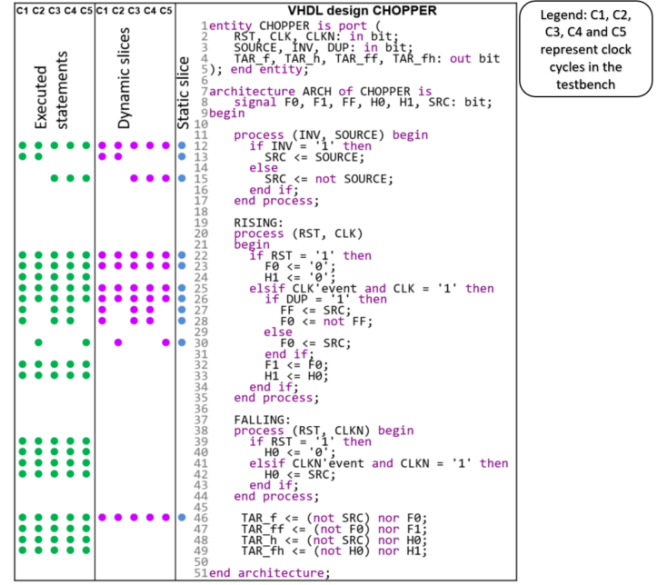 C1 C2 C3 C4 C5 C1 C2 C3 C4 C5
Executed statements
Dynamic slices
Static slice
VHDL design CHOPPER
1 entity CHOPPER is port (
2 RST, CLK, CLKN: in bit;
3 SOURCE, INV, DUP: in bit;
4 TAR_f, TAR_h, TAR_ff, TAR_fh: out bit
5 ); end entity;
6
7 architecture ARCH of CHOPPER is
8 signal F0, F1, FF, H0, H1, SRC: bit;
9 begin
10
11 process (INV, SOURCE) begin
12 if INV = '1' then
13 SRC <= SOURCE;
14 else
15 SRC <= not SOURCE;
16 end if;
17 end process;
18
19 RISING:
20 process (RST, CLK)
21 begin
22 if RST = '1' then
23 F0 <= '0';
24 H1 <= '0';
25 elsif CLK'event and CLK = '1' then
26 if DUP = '1' then
27 FF <= SRC;
28 F0 <= not FF;
29 else
30 F0 <= SRC;
31 end if;
32 F1 <= F0;
33 H1 <= H0;
34 end if;
35 end process;
36
37 FALLING:
38 process (RST, CLKN) begin
39 if RST = '1' then
40 H0 <= '0';
41 elsif CLKN'event and CLKN = '1' then
42 H0 <= SRC;
43 end if;
44 end process;
45
46 TAR_f <= (not SRC) nor F0;
47 TAR_ff <= (not F0) nor F1;
48 TAR_h <= (not SRC) nor H0;
49 TAR_fh <= (not H0) nor H1;
50
51 end architecture;
Legend: C1, C2,
C3, C4 and C5
represent clock
cycles in the
testbench